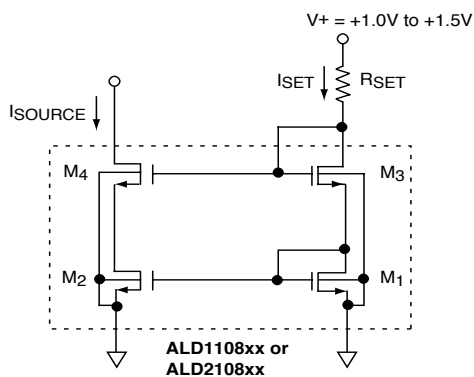 V+ = +1.0V to +1.5V
ISET
RSET
ISOURCE
M4
M3
M2
M1
ALD1108xx or
ALD2108xx